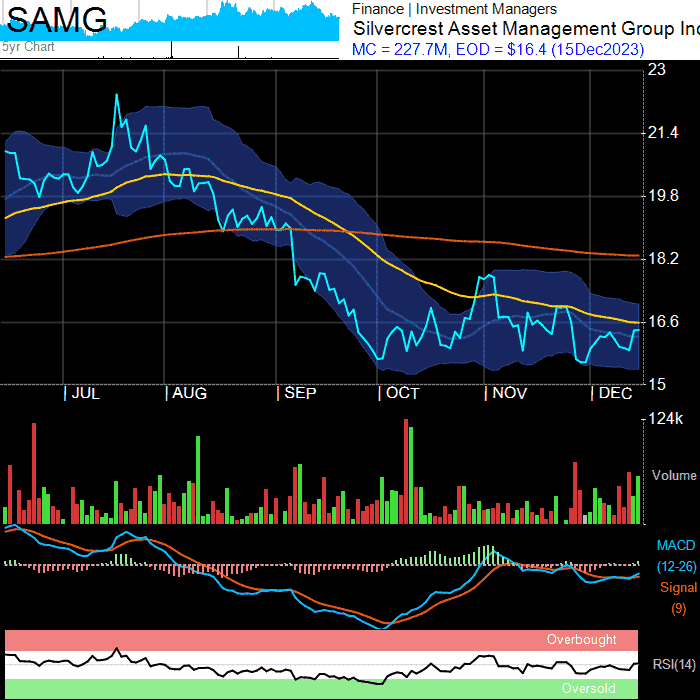 SAMG
5yr Chart
Finance | Investment Managers
Silvercrest Asset Management Group Inc
MC = 227.7M, EOD = $16.4 (15Dec2023)
23
21.4
19.8
18.2
16.6
15
| JUL | AUG | SEP | OCT | NOV | DEC
124k
Volume
MACD
(12-26)
Signal
(9)
Overbought
RSI(14)
Oversold